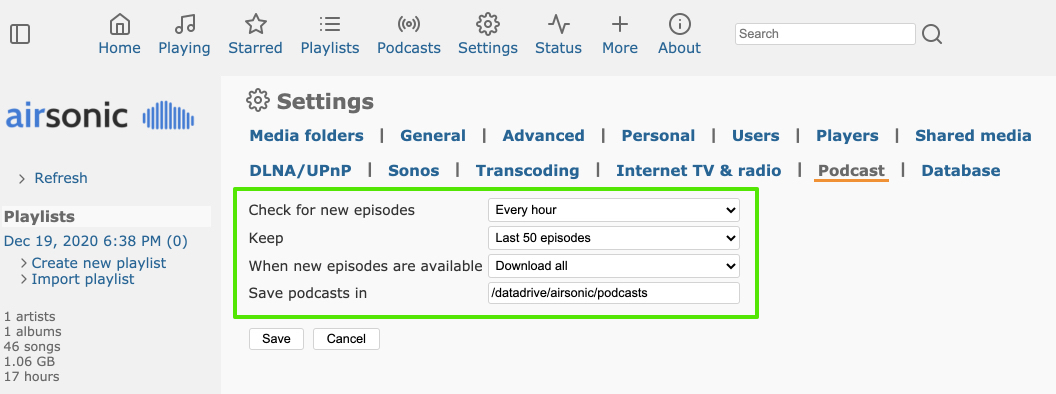 Home Playing Starred Playlists Podcasts Settings Status More About Search
airsonic
Refresh
Playlists
Dec 19, 2020 6:38 PM (0)
Create new playlist
Import playlist
1 artists
1 albums
46 songs
1.06 GB
17 hours
Settings
Media folders | General | Advanced | Personal | Users | Players | Shared media
DLNA/UPnP | Sonos | Transcoding | Internet TV & radio | Podcast | Database
Check for new episodes Every hour
Keep Last 50 episodes
When new episodes are available Download all
Save podcasts in /datadrive/airsonic/podcasts
Save Cancel